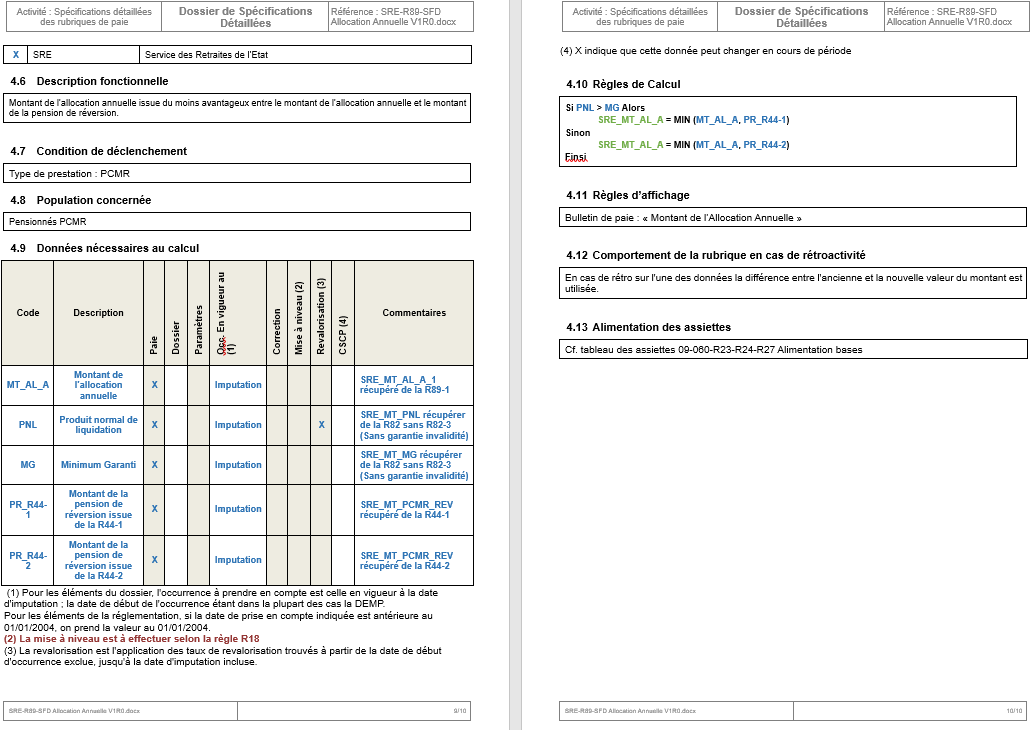 Activité : Spécifications détaillées
des rubriques de paie
Dossier de Spécifications
Détaillées
Référence : SRE-R89-SFD
Allocation Annuelle V1R0.docx
X SRE Service des Retraites de l'Etat
4.6 Description fonctionnelle
Montant de l'allocation annuelle issue du moins avantageux entre le montant de l'allocation annuelle et le montant
de la pension de réversion.
4.7 Condition de déclenchement
Type de prestation : PCMR
4.8 Population concernée
Pensionnés PCMR
4.9 Données nécessaires au calcul
Code
Description
Paie
Dossier
Paramètres
Occ. En vigueur au
(1)
Correction
Mise à niveau (2)
Revalorisation (3)
CSCP (4)
Commentaires
MT_AL_A
Montant de
l'allocation
annuelle
X
Imputation
SRE_MT_AL_A_1
récupéré de la R89-1
PNL
Produit normal de
liquidation
X
Imputation
X
SRE_MT_PNL récupérer
de la R82 sans R82-3
(Sans garantie invalidité)
MG
Minimum Garanti
X
Imputation
SRE_MT_MG récupérer
de la R82 sans R82-3
(Sans garantie invalidité)
PR_R44-
1
Montant de la
pension de
réversion issue
de la R44-1
X
Imputation
SRE_MT_PCMR_REV
récupéré de la R44-1
PR_R44-
2
Montant de la
pension de
réversion issue
de la R44-2
X
Imputation
SRE_MT_PCMR_REV
récupéré de la R44-2
(1) Pour les éléments du dossier, l'occurrence à prendre en compte est celle en vigueur à la date
d'imputation ; la date de début de l'occurrence étant dans la plupart des cas la DEMP.
Pour les éléments de la réglementation, si la date de prise en compte indiquée est antérieure au
01/01/2004, on prend la valeur au 01/01/2004.
(2) La mise à niveau est à effectuer selon la règle R18
(3) La revalorisation est l'application des taux de revalorisation trouvés à partir de la date de début
d'occurrence exclue, jusqu'à la date d'imputation incluse.
SRE-R89-SFD Allocation Annuelle V1R0.docx
9/10
Activité : Spécifications détaillées
des rubriques de paie
Dossier de Spécifications
Détaillées
Référence : SRE-R89-SFD
Allocation Annuelle V1R0.docx
(4) X indique que cette donnée peut changer en cours de période
4.10 Règles de Calcul
Si PNL > MG Alors
SRE_MT_AL_A = MIN (MT_AL_A, PR_R44-1)
Sinon
SRE_MT_AL_A = MIN (MT_AL_A, PR_R44-2)
Finsi
4.11 Règles d'affichage
Bulletin de paie : « Montant de l'Allocation Annuelle »
4.12 Comportement de la rubrique en cas de rétroactivité
En cas de rétro sur l'une des données la différence entre l'ancienne et la nouvelle valeur du montant est
utilisée.
4.13 Alimentation des assiettes
Cf. tableau des assiettes 09-060-R23-R24-R27 Alimentation bases
SRE-R89-SFD Allocation Annuelle V1R0.docx
10/10